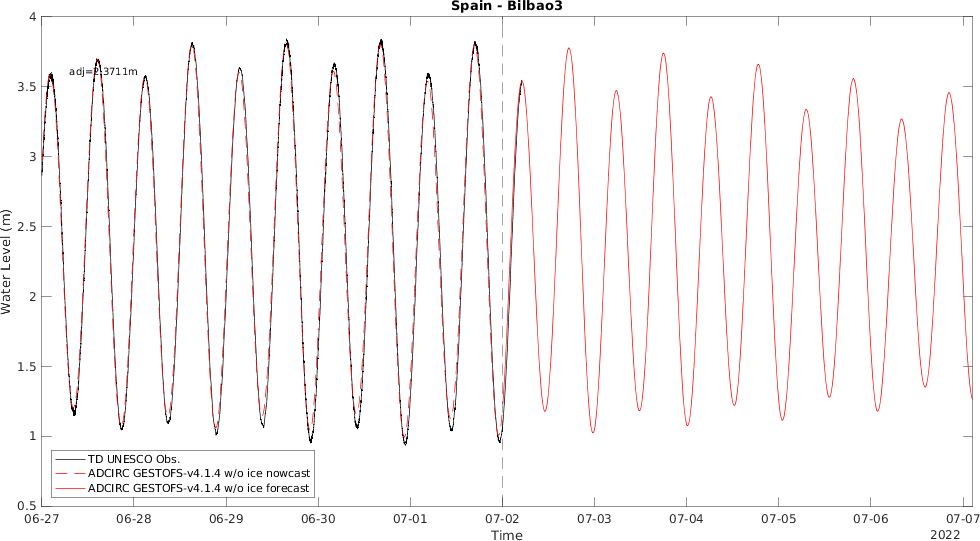 Spain - Bilbao3
4
3.5
3
2.5
2
1.5
1
0.5
Water Level (m)
adj=2.3711m
TD UNESCO Obs.
ADCIRC GESTOFS-v4.1.4 w/o ice nowcast
ADCIRC GESTOFS-v4.1.4 w/o ice forecast
06-27 06-28 06-29 06-30 07-01 07-02 07-03 07-04 07-05 07-06 07-07
Time
2022